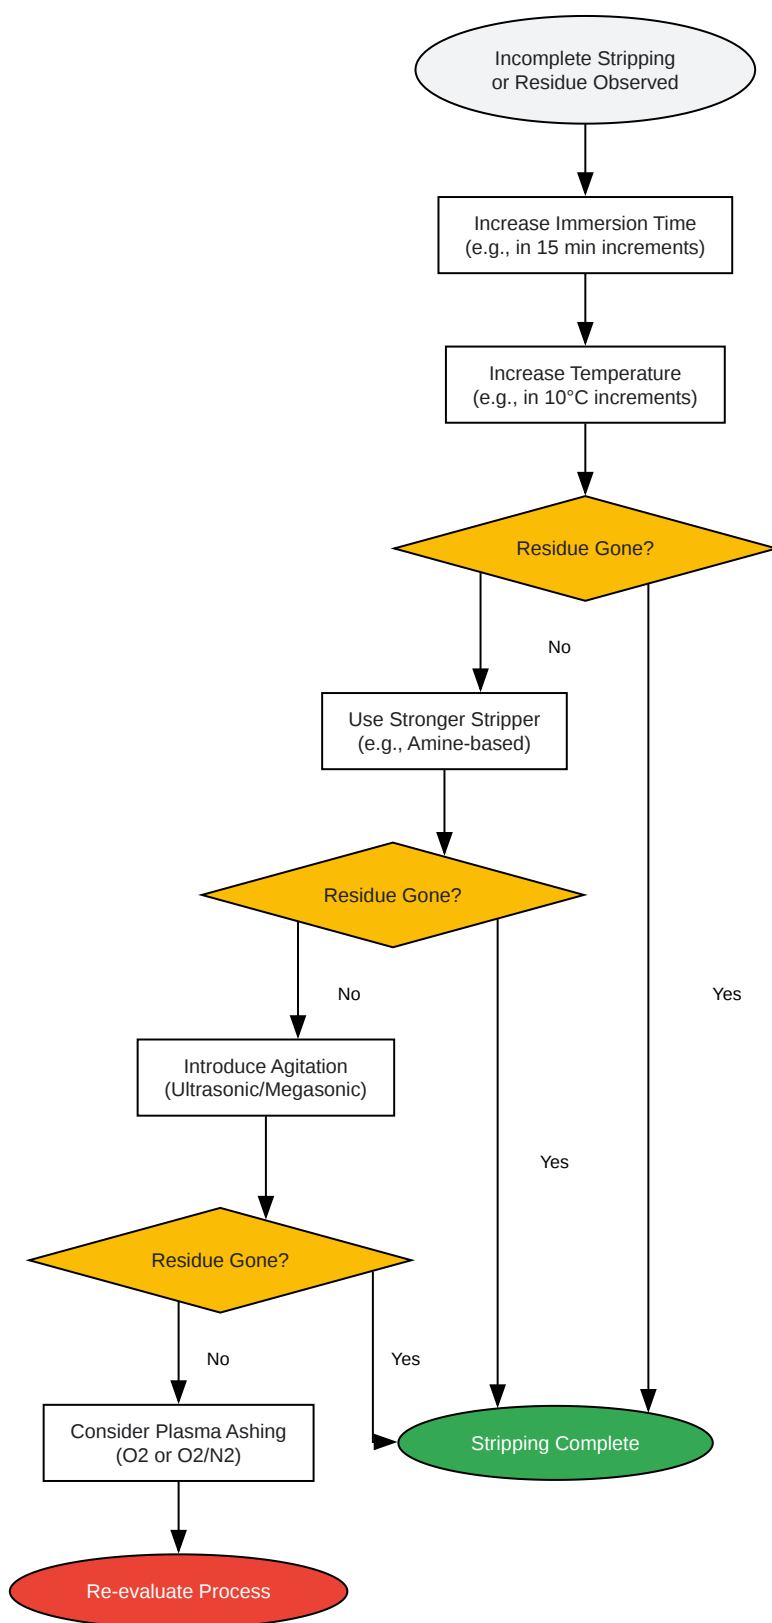 Incomplete Stripping
or Residue Observed
Increase Immersion Time
(e.g., in 15 min increments)
Increase Temperature
(e.g., in 10°C increments)
Residue Gone?
No
Use Stronger Stripper
(e.g., Amine-based)
Residue Gone?
No
Yes
Introduce Agitation
(Ultrasonic/Megasonic)
Yes
Residue Gone?
No
Yes
Consider Plasma Ashing
(O2 or O2/N2)
Stripping Complete
Re-evaluate Process